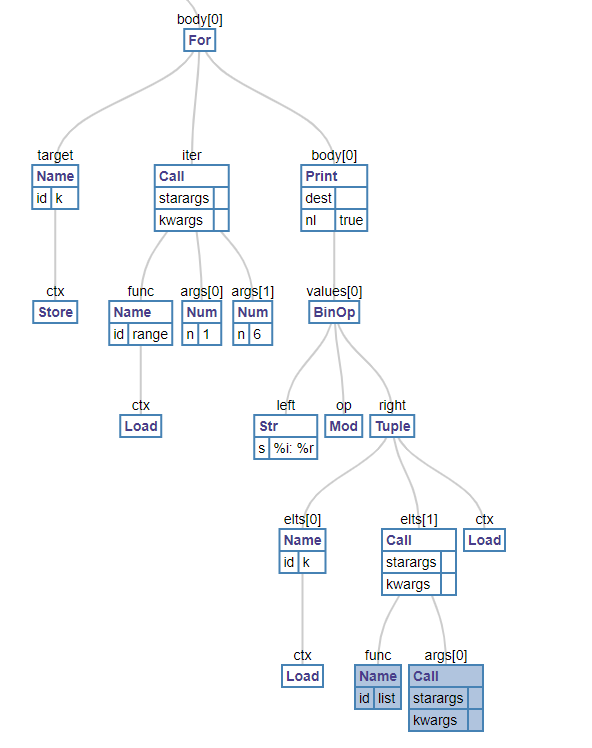 body[0]
For
target iter body[0]
Name Call Print
id k starargs dest
kwargs nl true
ctx func args[0] args[1] values[0]
Store Name Num Num BinOp
id range n 1 n 6
ctx left op right
Load Str Mod Tuple
s %i: %r
elts[0] elts[1] ctx
Name Call Load
id k starargs
kwargs
ctx func args[0]
Load Name Call
id list starargs
kwargs